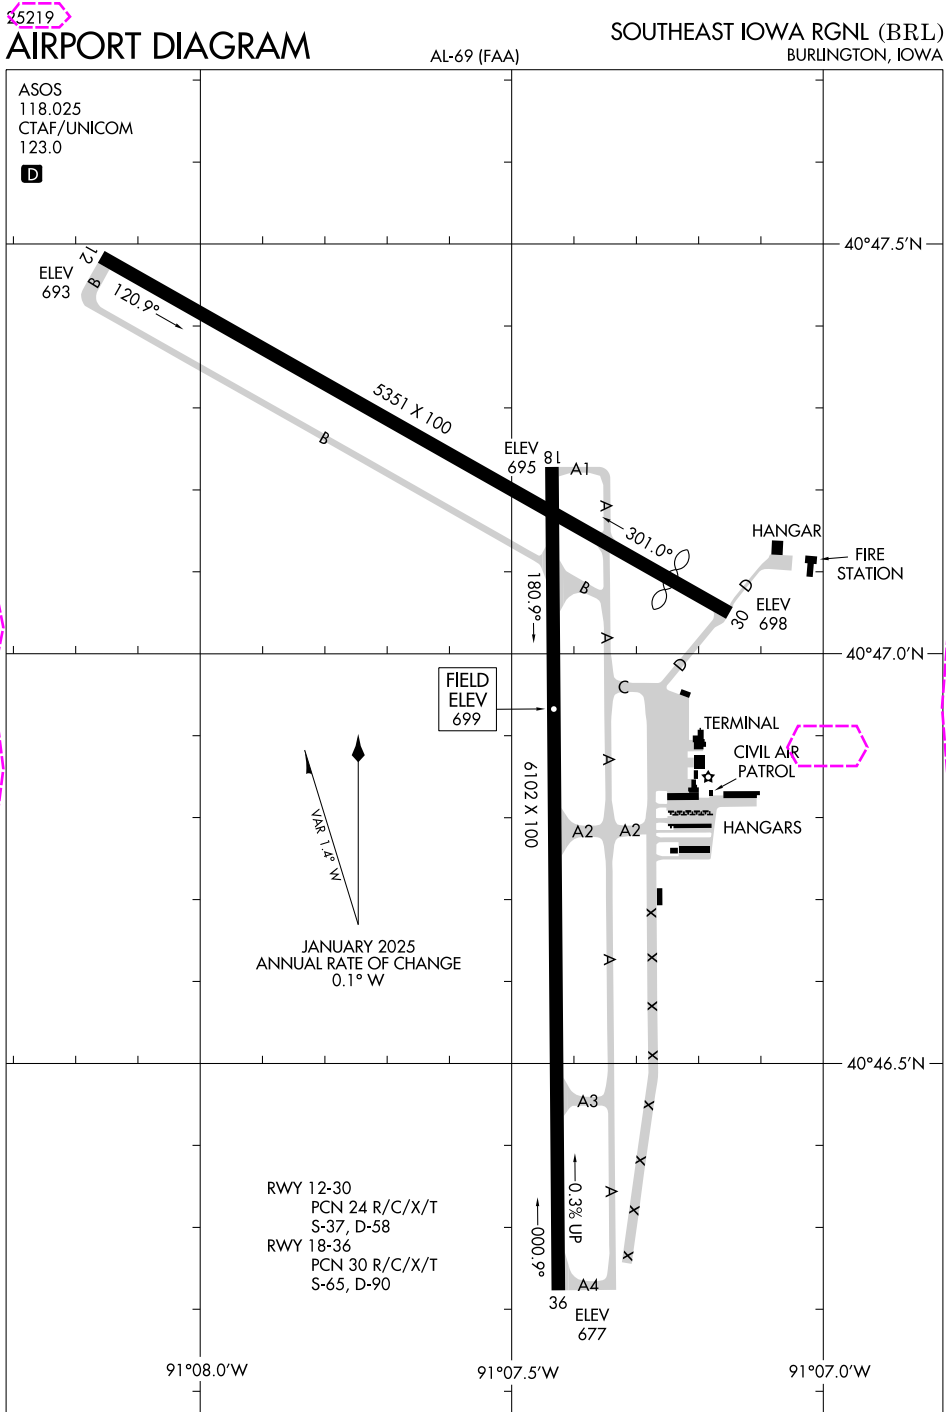 25219
AIRPORT DIAGRAM
AL-69 (FAA)
SOUTHEAST IOWA RGNL (BRL)
BURLINGTON, IOWA
ASOS
118.025
CTAF/UNICOM
123.0
D
40°47.5'N
12
ELEV
693
B
120.9°
5351 X 100
B
ELEV
695
18
A1
A
301.0°
HANGAR
FIRE
STATION
D
180.9°
B
ELEV
698
30
A
40°47.0'N
D
C
FIELD
ELEV
699
TERMINAL
CIVIL AIR
PATROL
A
6102 X 100
A2
A2
HANGARS
VAR 1.4° W
X
JANUARY 2025
ANNUAL RATE OF CHANGE
0.1° W
A
X
X
X
40°46.5'N
A3
X
X
RWY 12-30
PCN 24 R/C/X/T
S-37, D-58
RWY 18-36
PCN 30 R/C/X/T
S-65, D-90
A
0.3% UP
X
000.9°
X
A4
36
ELEV
677
91°08.0'W
91°07.5'W
91°07.0'W